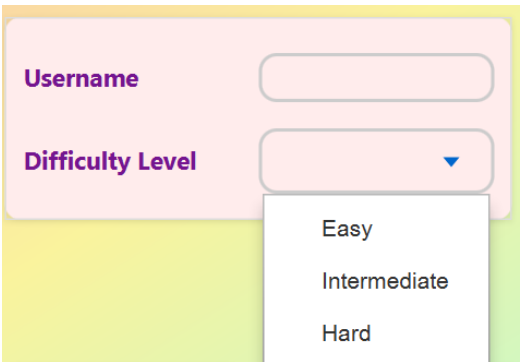 Username
Difficulty Level
Easy
Intermediate
Hard